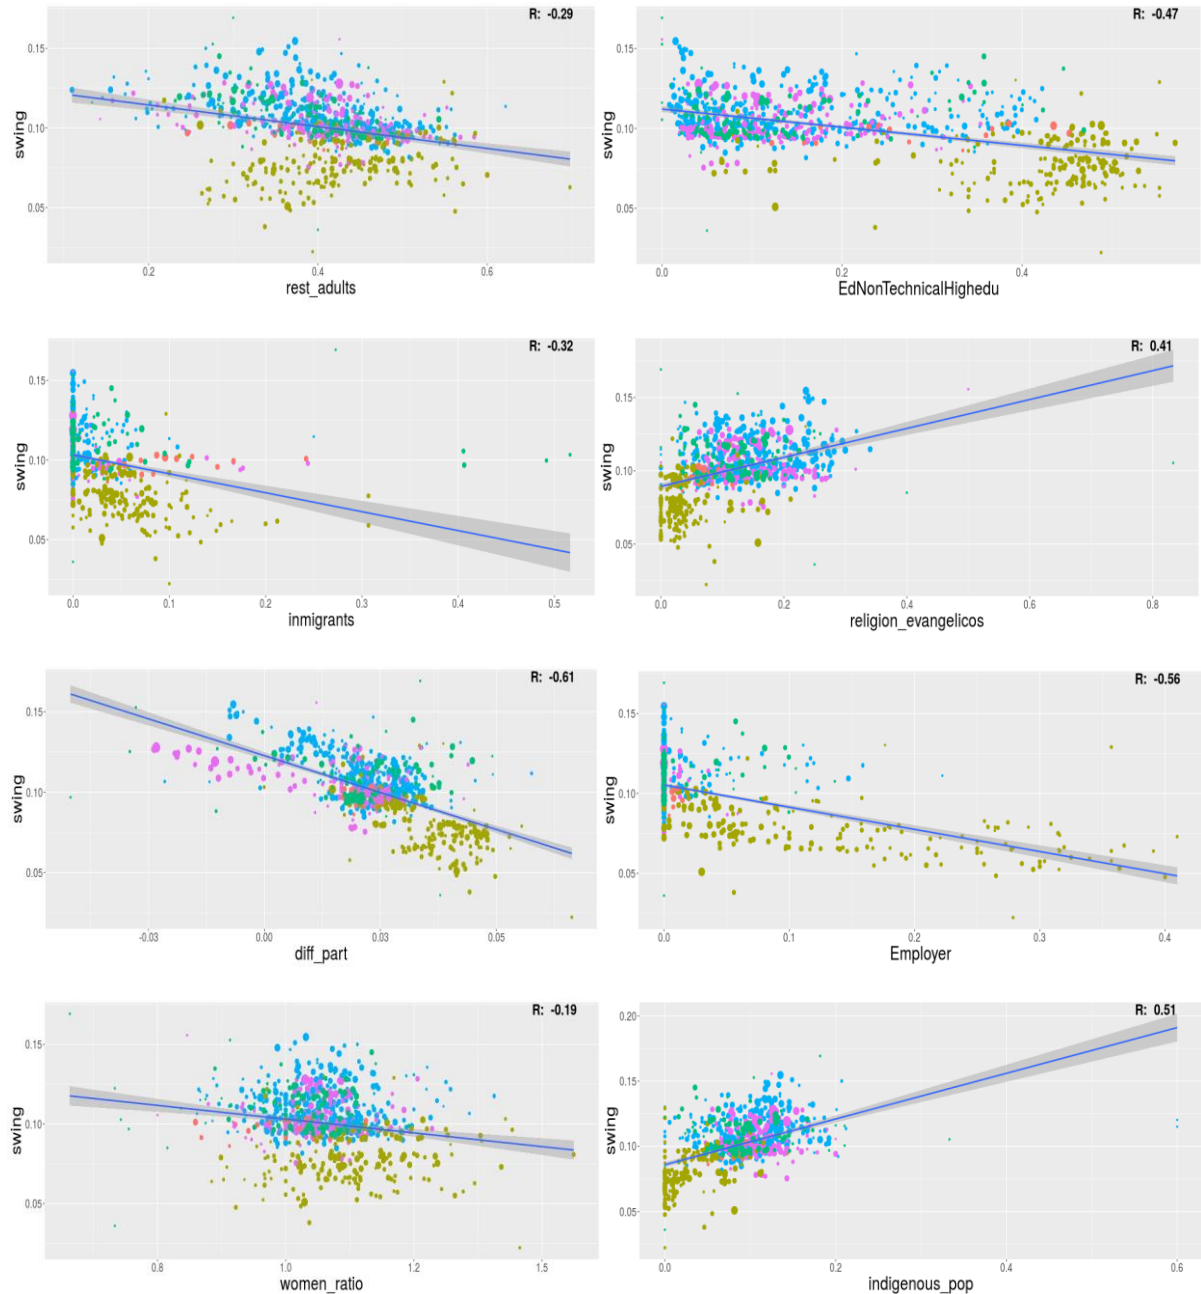 R: -0.29
swing
0.15
0.10
0.05
0.2 0.4 0.6
rest_adults
R: -0.47
swing
0.15
0.10
0.05
0.0 0.2 0.4
EdNonTechnicalHighedu
R: -0.32
swing
0.15
0.10
0.05
0.0 0.1 0.2 0.3 0.4 0.5
inmigrants
R: 0.41
swing
0.15
0.10
0.05
0.0 0.2 0.4 0.6 0.8
religion_evangelicos
R: -0.61
swing
0.15
0.10
0.05
-0.03 0.00 0.03 0.05
diff_part
R: -0.56
swing
0.15
0.10
0.05
0.0 0.1 0.2 0.3 0.4
Employer
R: -0.19
swing
0.15
0.10
0.05
0.8 1.0 1.2 1.5
women_ratio
R: 0.51
swing
0.20
0.15
0.10
0.05
0.0 0.2 0.4 0.6
indigenous_pop